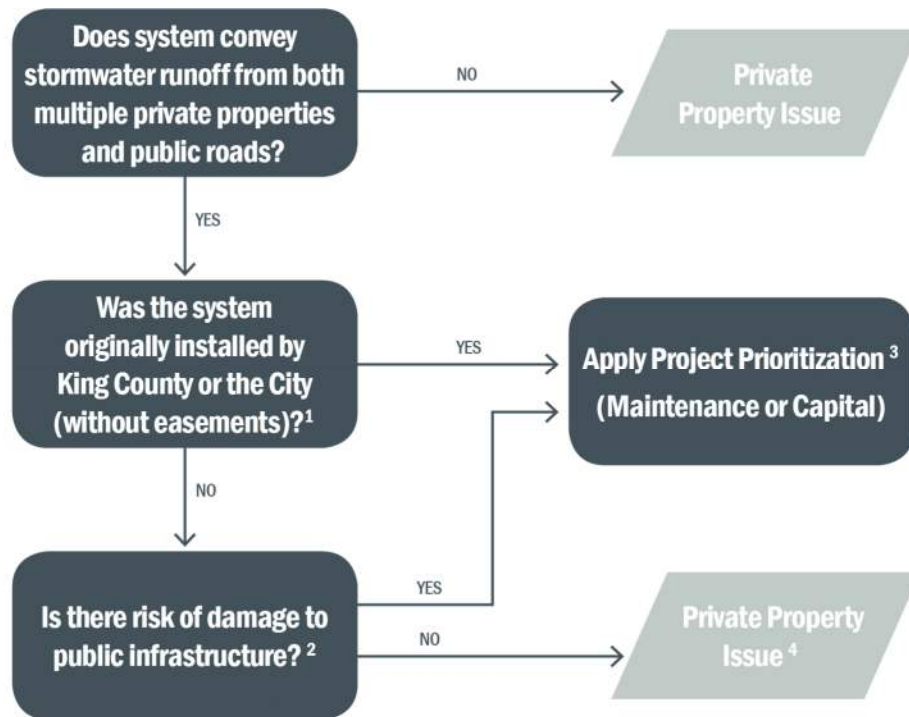 Does system convey
stormwater runoff from both
multiple private properties
and public roads?
NO
Private
Property Issue
YES
Was the system
originally installed by
King County or the City
(without easements)?¹
YES
Apply Project Prioritization ³
(Maintenance or Capital)
NO
Is there risk of damage to
public infrastructure? ²
YES
NO
Private Property
Issue ⁴